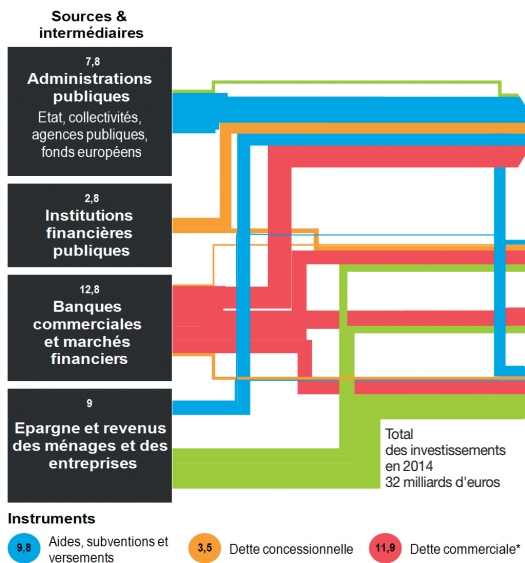 Sources &
intermédiaires
7,8
Administrations
publiques
Etat, collectivités,
agences publiques,
fonds européens
2,8
Institutions
financières
publiques
12,8
Banques
commerciales
et marchés
financiers
9
Epargne et revenus
des ménages et des
entreprises
Total
des investissements
en 2014
32 milliards d'euros
Instruments
9,8
Aides, subventions et
versements
3,5
Dette concessionnelle
11,9
Dette commerciale*